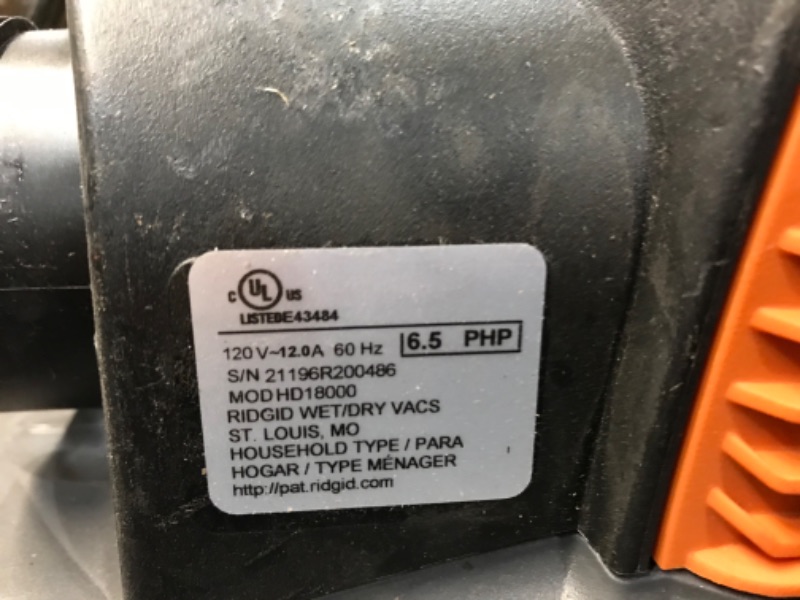 C UL US
LISTED E43484
120 V~12.0A 60 Hz 6.5 PHP
S/N 21196R200486
MOD HD18000
RIDGID WET/DRY VACS
ST. LOUIS, MO
HOUSEHOLD TYPE / PARA
HOGAR / TYPE MÉNAGER
http://pat.ridgid.com